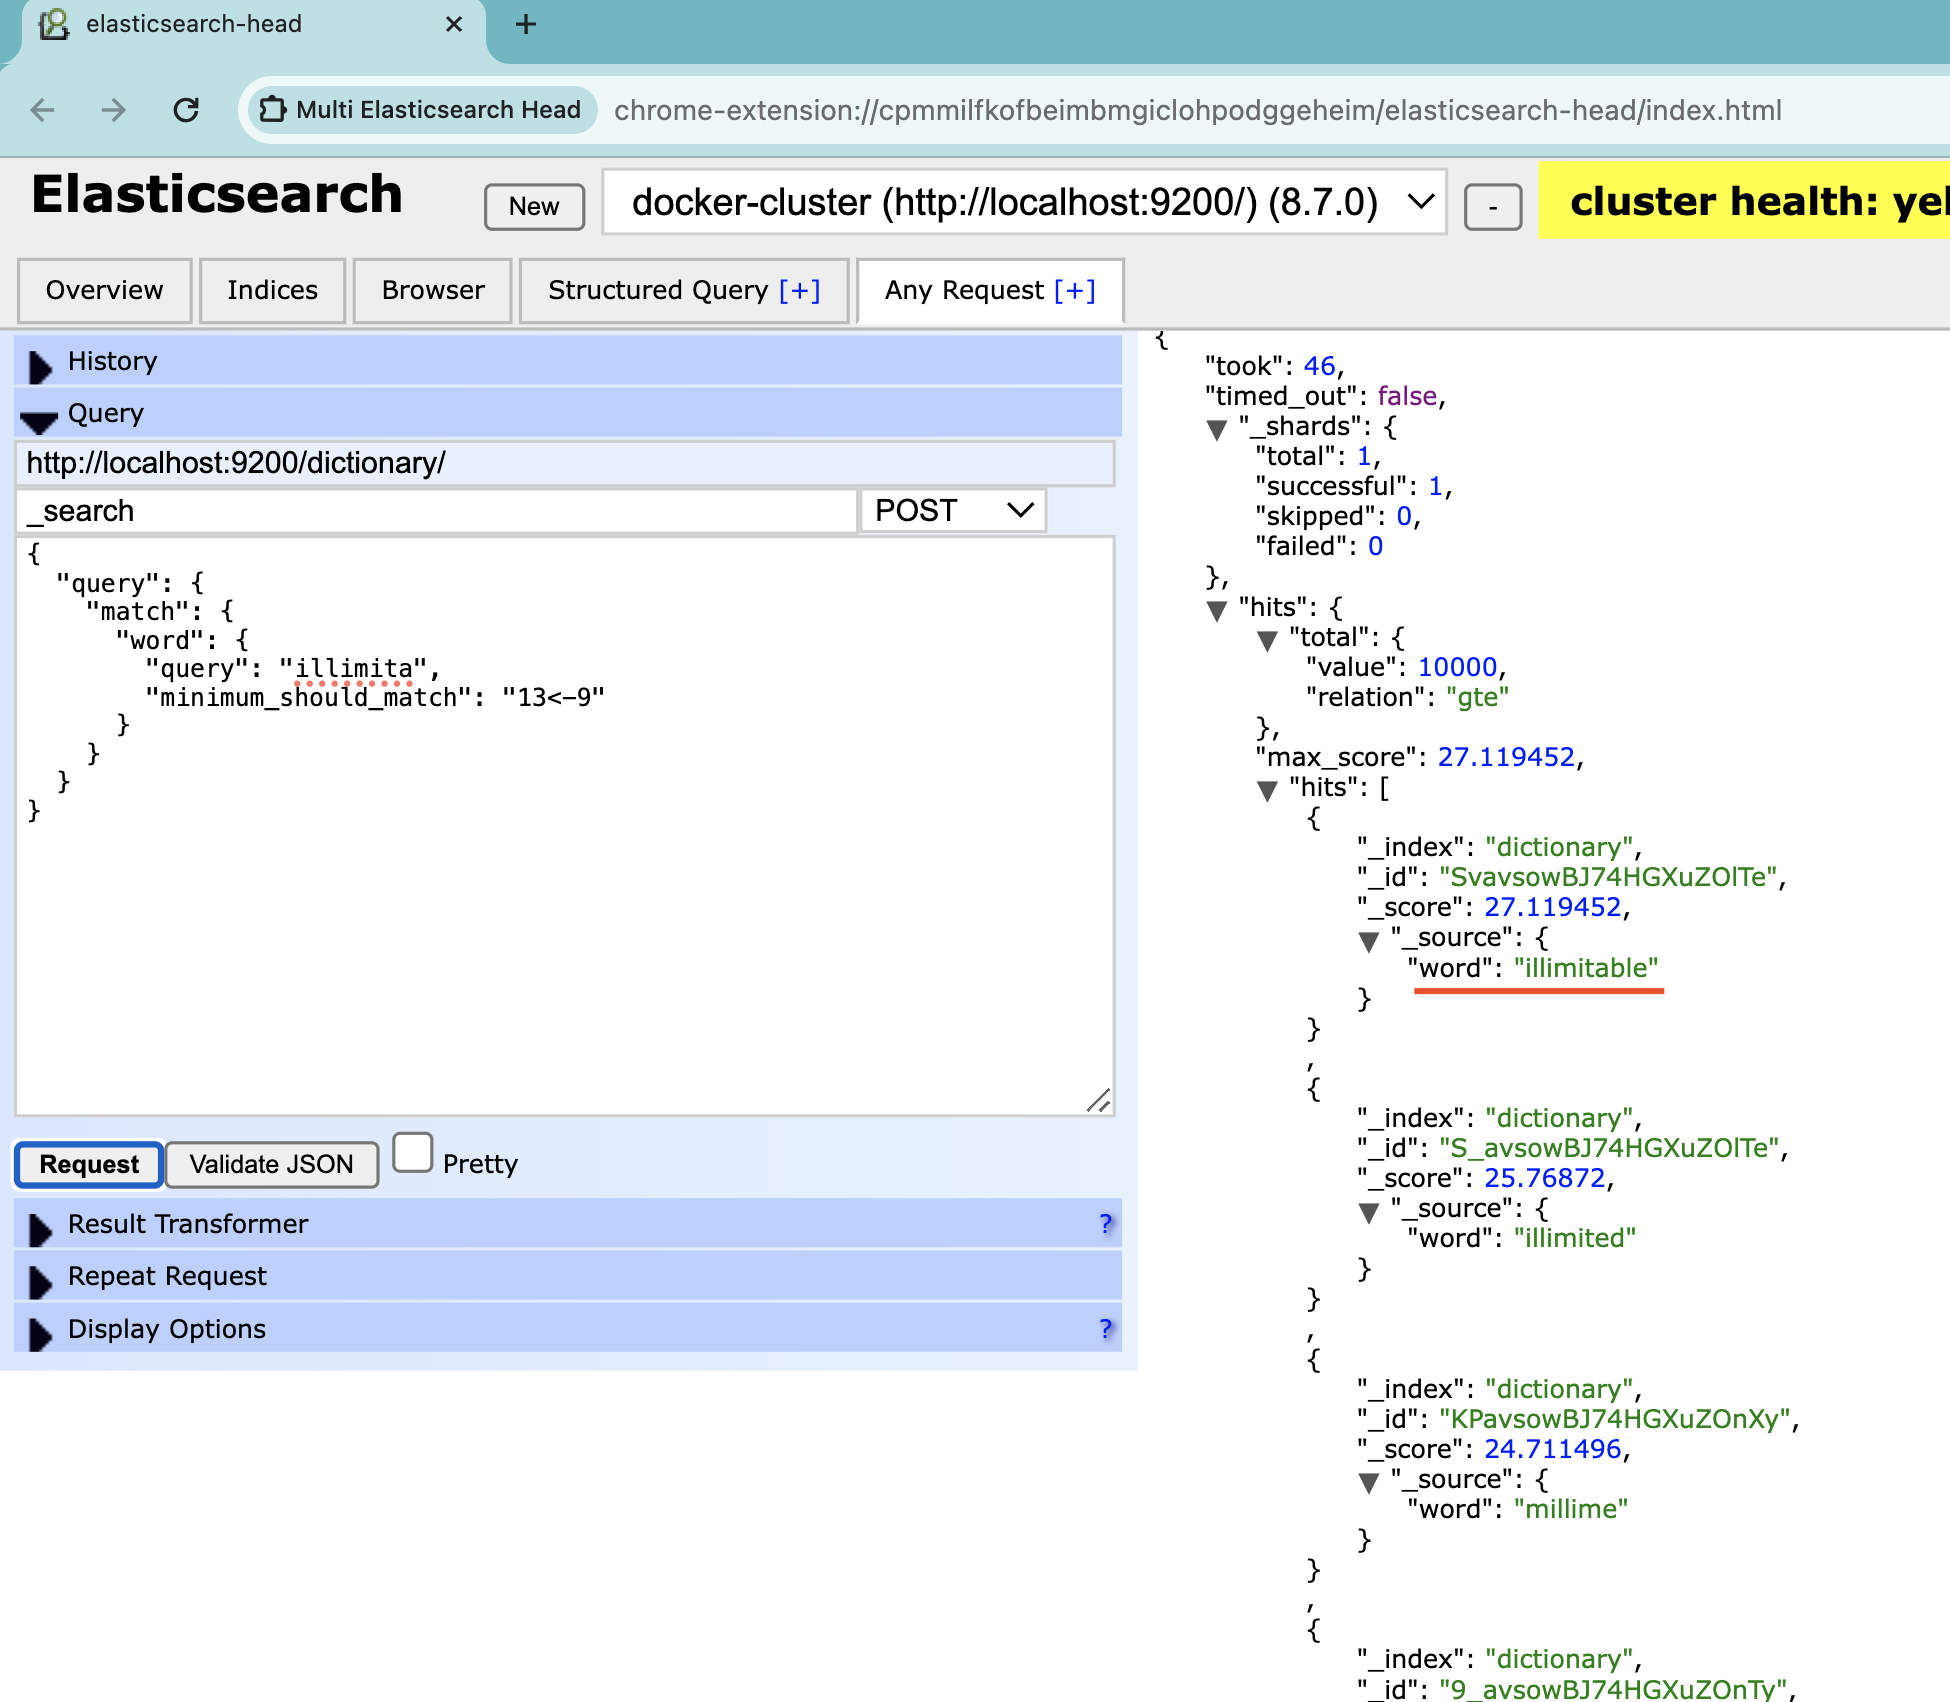 elasticsearch-head
Multi Elasticsearch Head chrome-extension://cpmmilfkofbeimbmgiclohpodggeheim/elasticsearch-head/index.html
Elasticsearch New docker-cluster (http://localhost:9200/) (8.7.0) - cluster health: yel
Overview Indices Browser Structured Query [+] Any Request [+]
History
Query
http://localhost:9200/dictionary/
_search POST
{
"query": {
"match": {
"word": {
"query": "illimita",
"minimum_should_match": "13<-9"
}
}
}
}
Request Validate JSON Pretty
Result Transformer ?
Repeat Request
Display Options ?
{
"took": 46,
"timed_out": false,
"_shards": {
"total": 1,
"successful": 1,
"skipped": 0,
"failed": 0
},
"hits": {
"total": {
"value": 10000,
"relation": "gte"
},
"max_score": 27.119452,
"hits": [
{
"_index": "dictionary",
"_id": "SvavsowBJ74HGXuZOlTe",
"_score": 27.119452,
"_source": {
"word": "illimitable"
}
}
,
{
"_index": "dictionary",
"_id": "S_avsowBJ74HGXuZOlTe",
"_score": 25.76872,
"_source": {
"word": "illimited"
}
}
,
{
"_index": "dictionary",
"_id": "KPavsowBJ74HGXuZOnXy",
"_score": 24.711496,
"_source": {
"word": "millime"
}
}
,
{
"_index": "dictionary",
"_id": "9_avsowBJ74HGXuZOnTy",